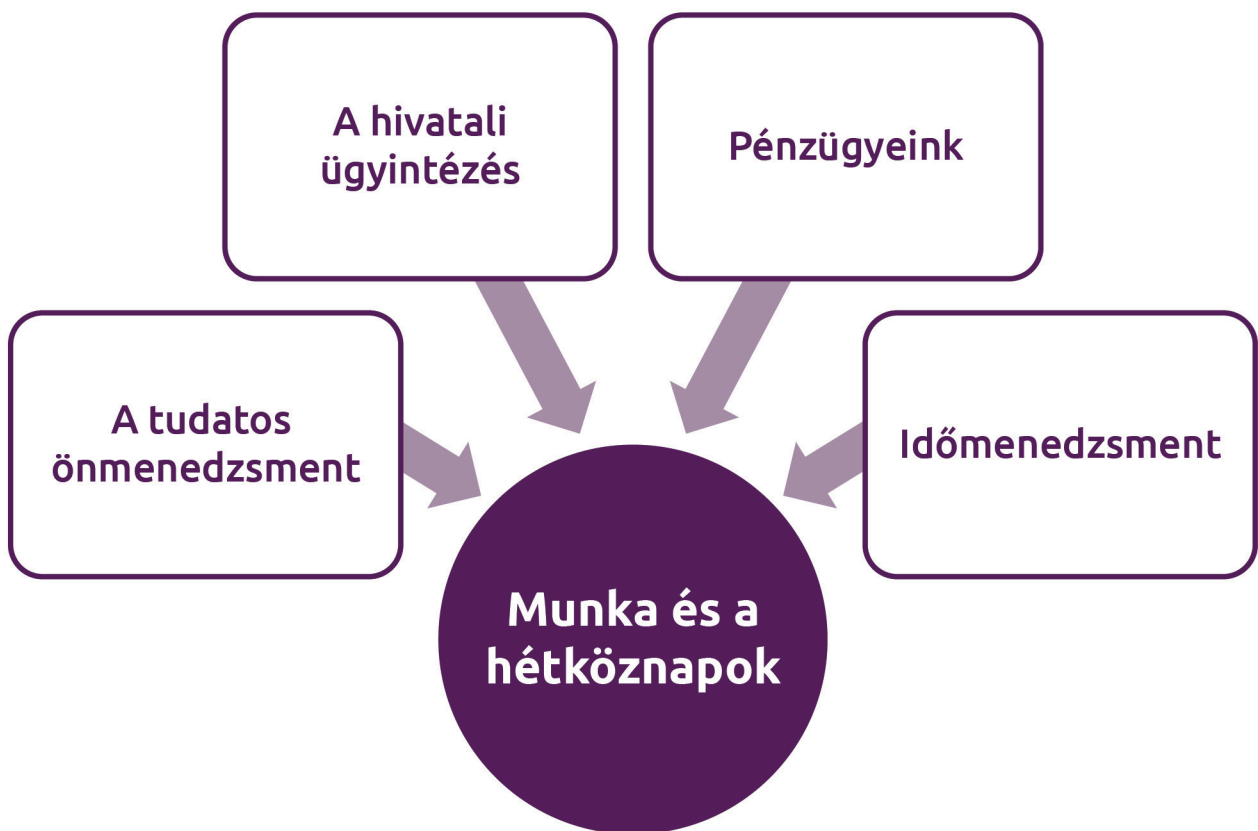 A hivatali
ügyintézés
Pénzügyeink
A tudatos
önmenedzsment
Időmenedzsment
Munka és a
hétköznapok